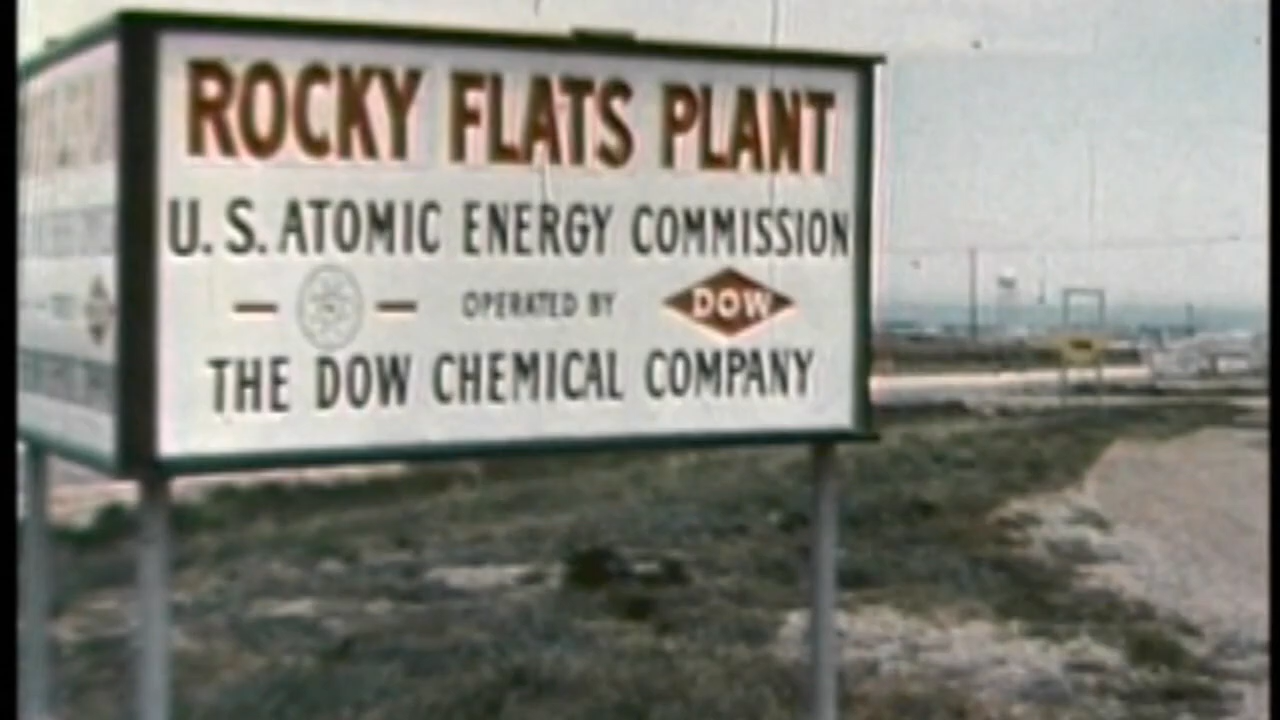 ROCKY FLATS PLANT
U. S. ATOMIC ENERGY COMMISSION
OPERATED BY DOW
THE DOW CHEMICAL COMPANY